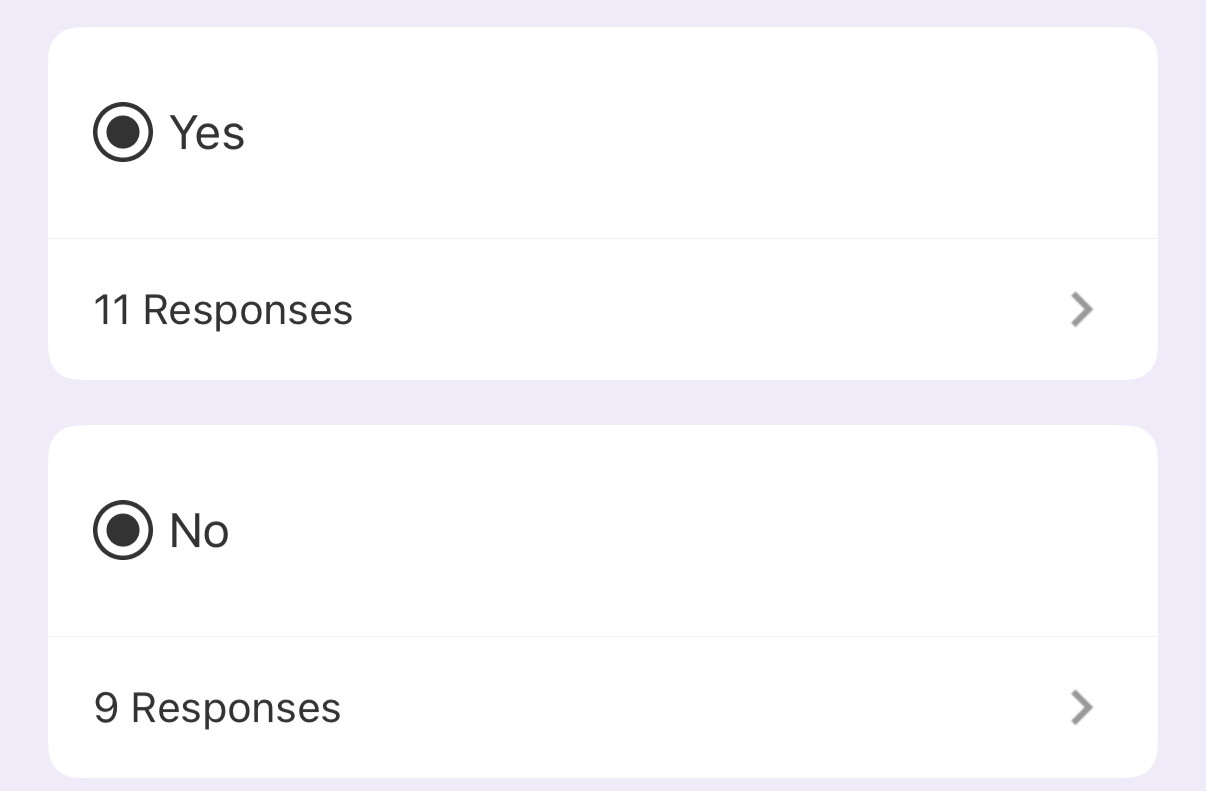 Yes
11 Responses
No
9 Responses